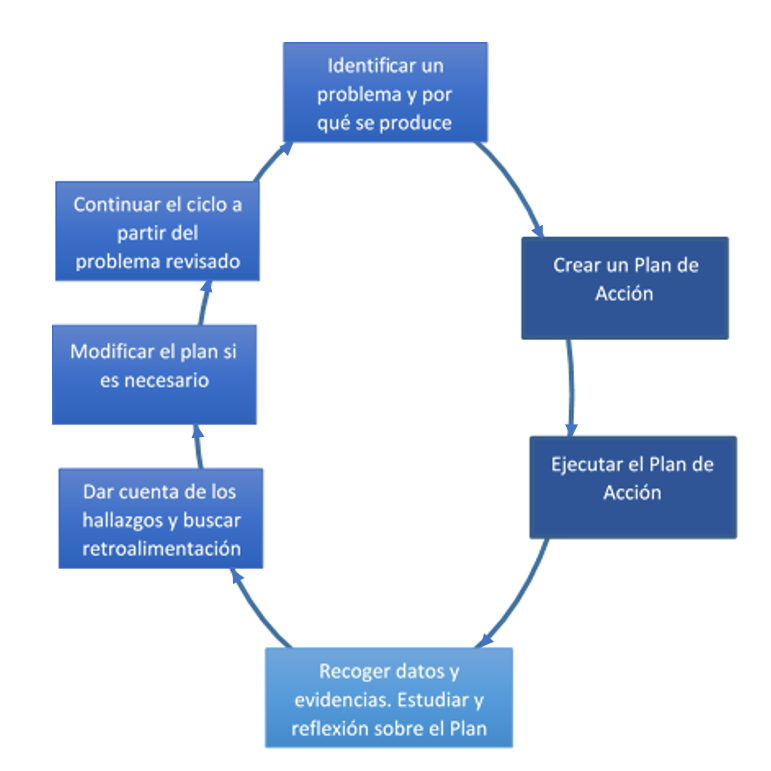 Identificar un
problema y por
qué se produce
Crear un Plan de
Acción
Ejecutar el Plan de
Acción
Recoger datos y
evidencias. Estudiar y
reflexión sobre el Plan
Dar cuenta de los
hallazgos y buscar
retroalimentación
Modificar el plan si
es necesario
Continuar el ciclo a
partir del
problema revisado